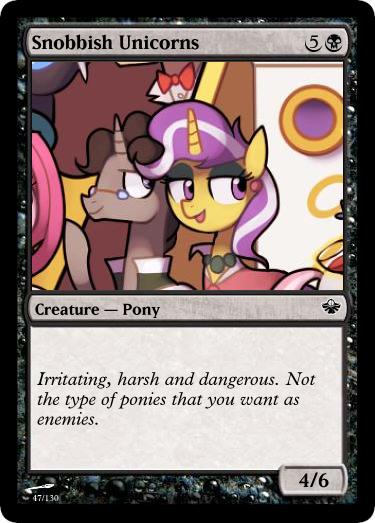 Snobbish Unicorns 5
Creature — Pony
Irritating, harsh and dangerous. Not
the type of ponies that you want as
enemies.
4/6
47/130